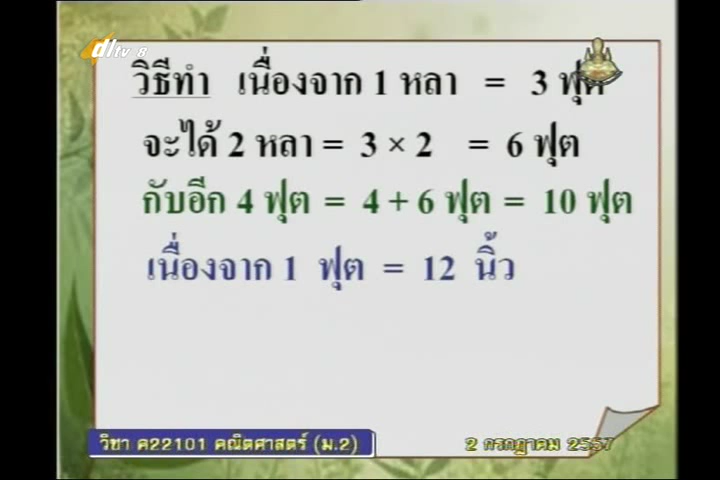 dltv 8
วิธีทำ เนื่องจาก 1 หลา = 3 ฟุต
จะได้ 2 หลา = 3 × 2 = 6 ฟุต
กับอีก 4 ฟุต = 4 + 6 ฟุต = 10 ฟุต
เนื่องจาก 1 ฟุต = 12 นิ้ว
วิชา ค22101 คณิตศาสตร์ (ม.2)
2 กรกฎาคม 2557